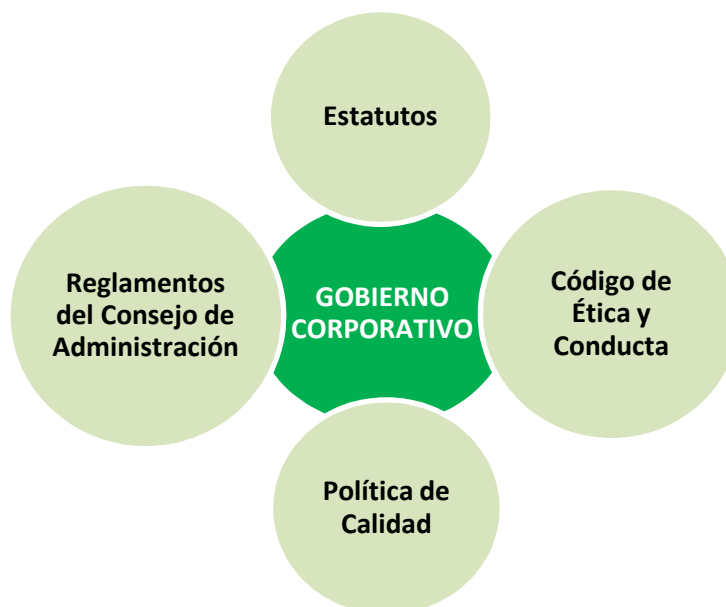 Estatutos
Reglamentos
del Consejo de
Administración
GOBIERNO
CORPORATIVO
Código de
Ética y
Conducta
Política de
Calidad